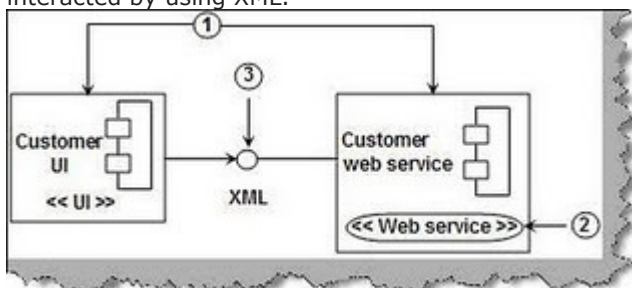 interacted by using XML.
1
3
Customer
UI
<< UI >>
XML
Customer
web service
<< Web service >>
2